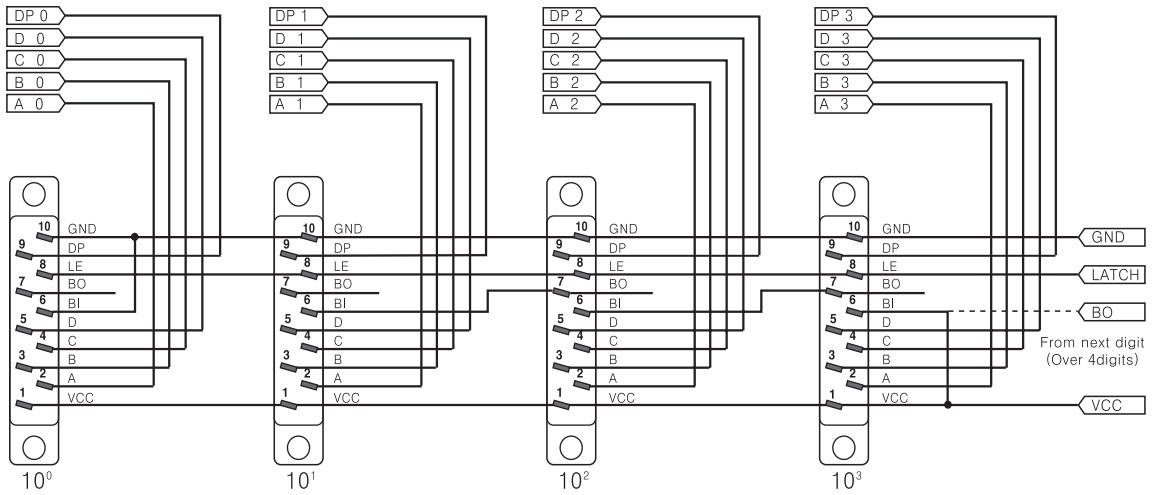 DP 0 DP 1 DP 2 DP 3
D 0 D 1 D 2 D 3
C 0 C 1 C 2 C 3
B 0 B 1 B 2 B 3
A 0 A 1 A 2 A 3
10 GND 10 GND 10 GND 10 GND GND
9 DP 9 DP 9 DP 9 DP
8 LE 8 LE 8 LE 8 LE LATCH
7 BO 7 BO 7 BO 7 BO
6 BI 6 BI 6 BI 6 BI BO
5 D 5 D 5 D 5 D
4 C 4 C 4 C 4 C From next digit
3 B 3 B 3 B 3 B (Over 4digits)
2 A 2 A 2 A 2 A
1 VCC 1 VCC 1 VCC 1 VCC VCC
10⁰ 10¹ 10² 10³